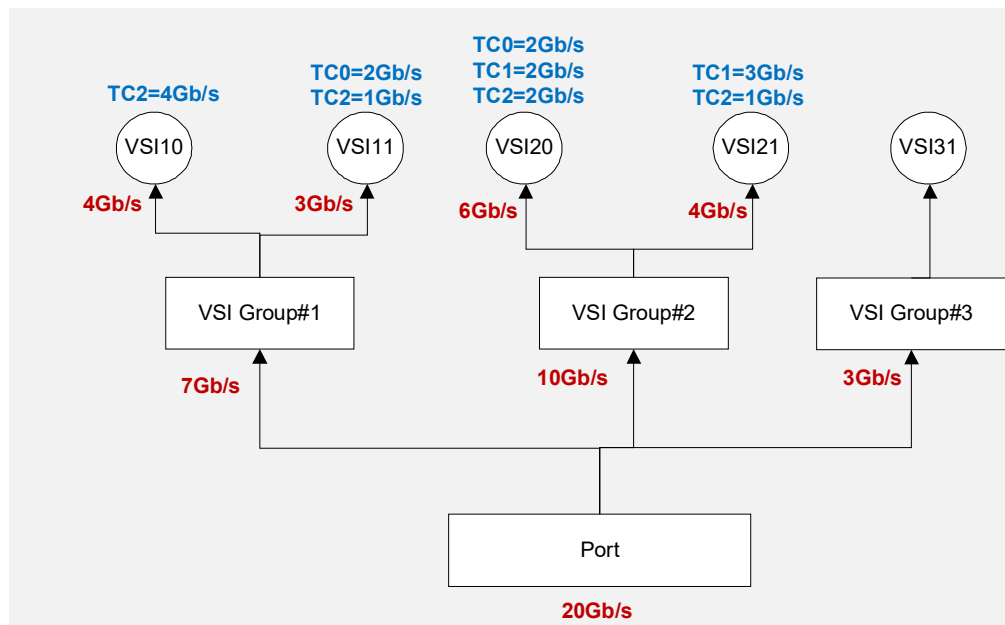 TC2=4Gb/s
TC0=2Gb/s
TC2=1Gb/s
TC0=2Gb/s
TC1=2Gb/s
TC2=2Gb/s
TC1=3Gb/s
TC2=1Gb/s
VSI10
VSI11
VSI20
VSI21
VSI31
4Gb/s
3Gb/s
6Gb/s
4Gb/s
VSI Group#1
VSI Group#2
VSI Group#3
7Gb/s
10Gb/s
3Gb/s
Port
20Gb/s